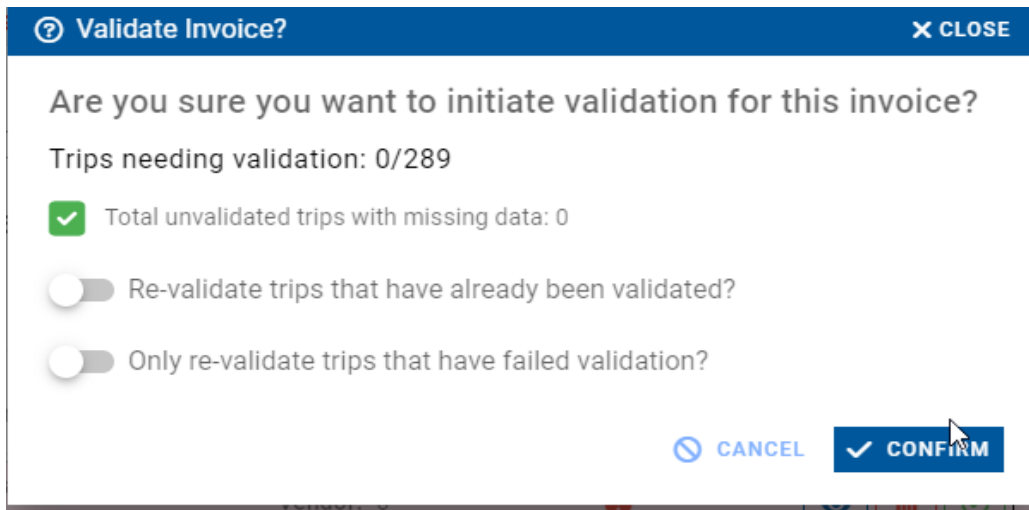 Validate Invoice?
CLOSE
Are you sure you want to initiate validation for this invoice?
Trips needing validation: 0/289
Total unvalidated trips with missing data: 0
Re-validate trips that have already been validated?
Only re-validate trips that have failed validation?
CANCEL
CONFIRM